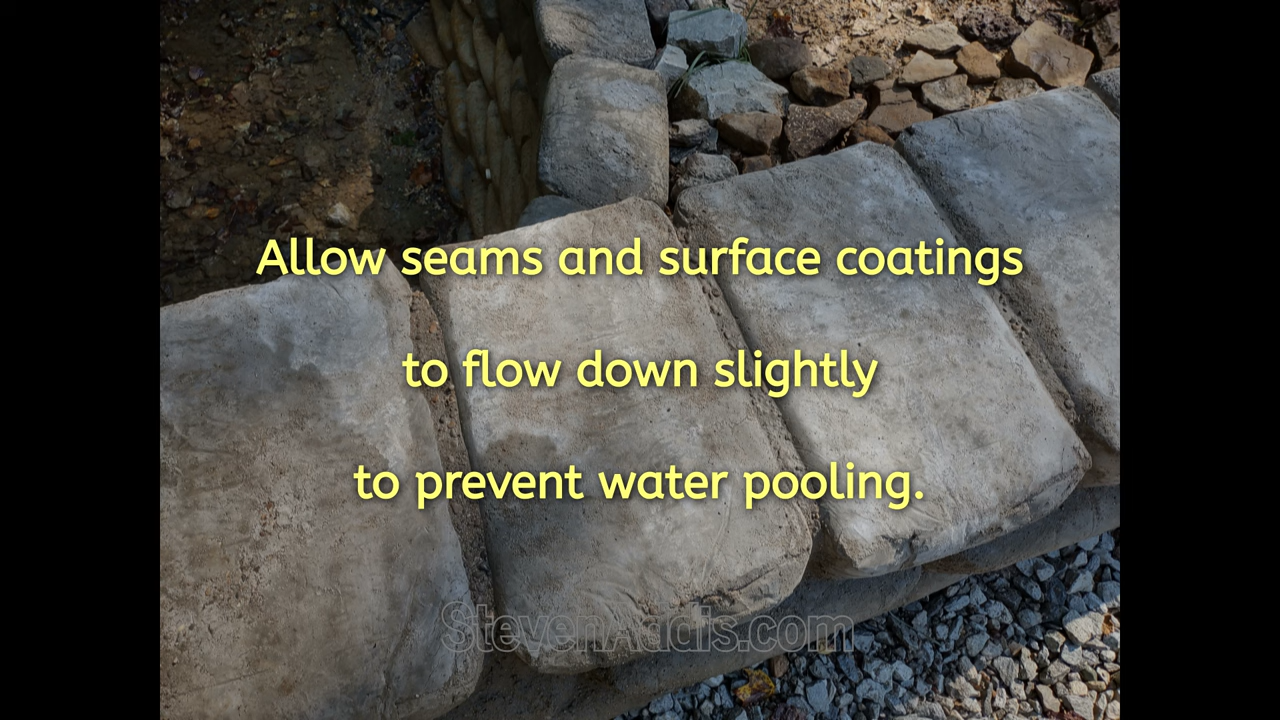 Allow seams and surface coatings
to flow down slightly
to prevent water pooling.
StevenAddis.com